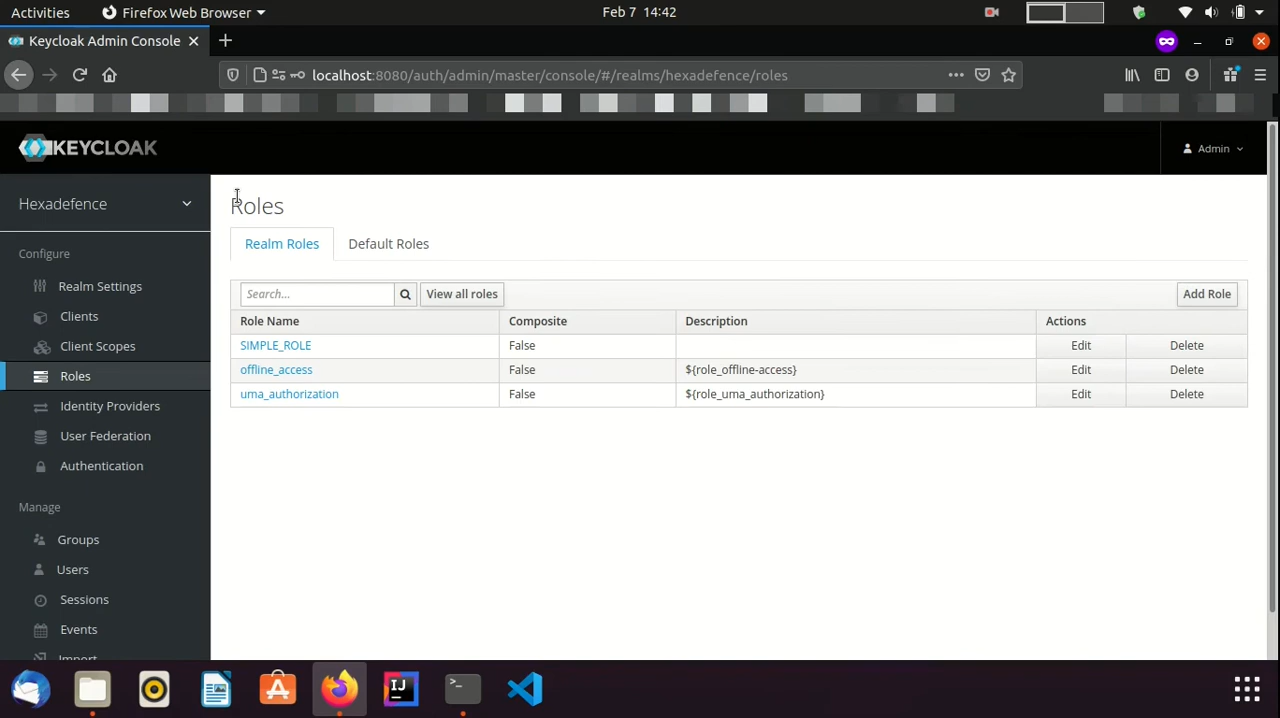 Activities Firefox Web Browser Feb 7 14:42
Keycloak Admin Console
localhost:8080/auth/admin/master/console/#/realms/hexadefence/roles
KEYCLOAK Admin
Hexadefence
Configure
Realm Settings
Clients
Client Scopes
Roles
Identity Providers
User Federation
Authentication
Manage
Groups
Users
Sessions
Events
Import
Roles
Realm Roles Default Roles
Search... View all roles Add Role
Role Name Composite Description Actions
SIMPLE_ROLE False Edit Delete
offline_access False ${role_offline-access} Edit Delete
uma_authorization False ${role_uma_authorization} Edit Delete
IJ
>_